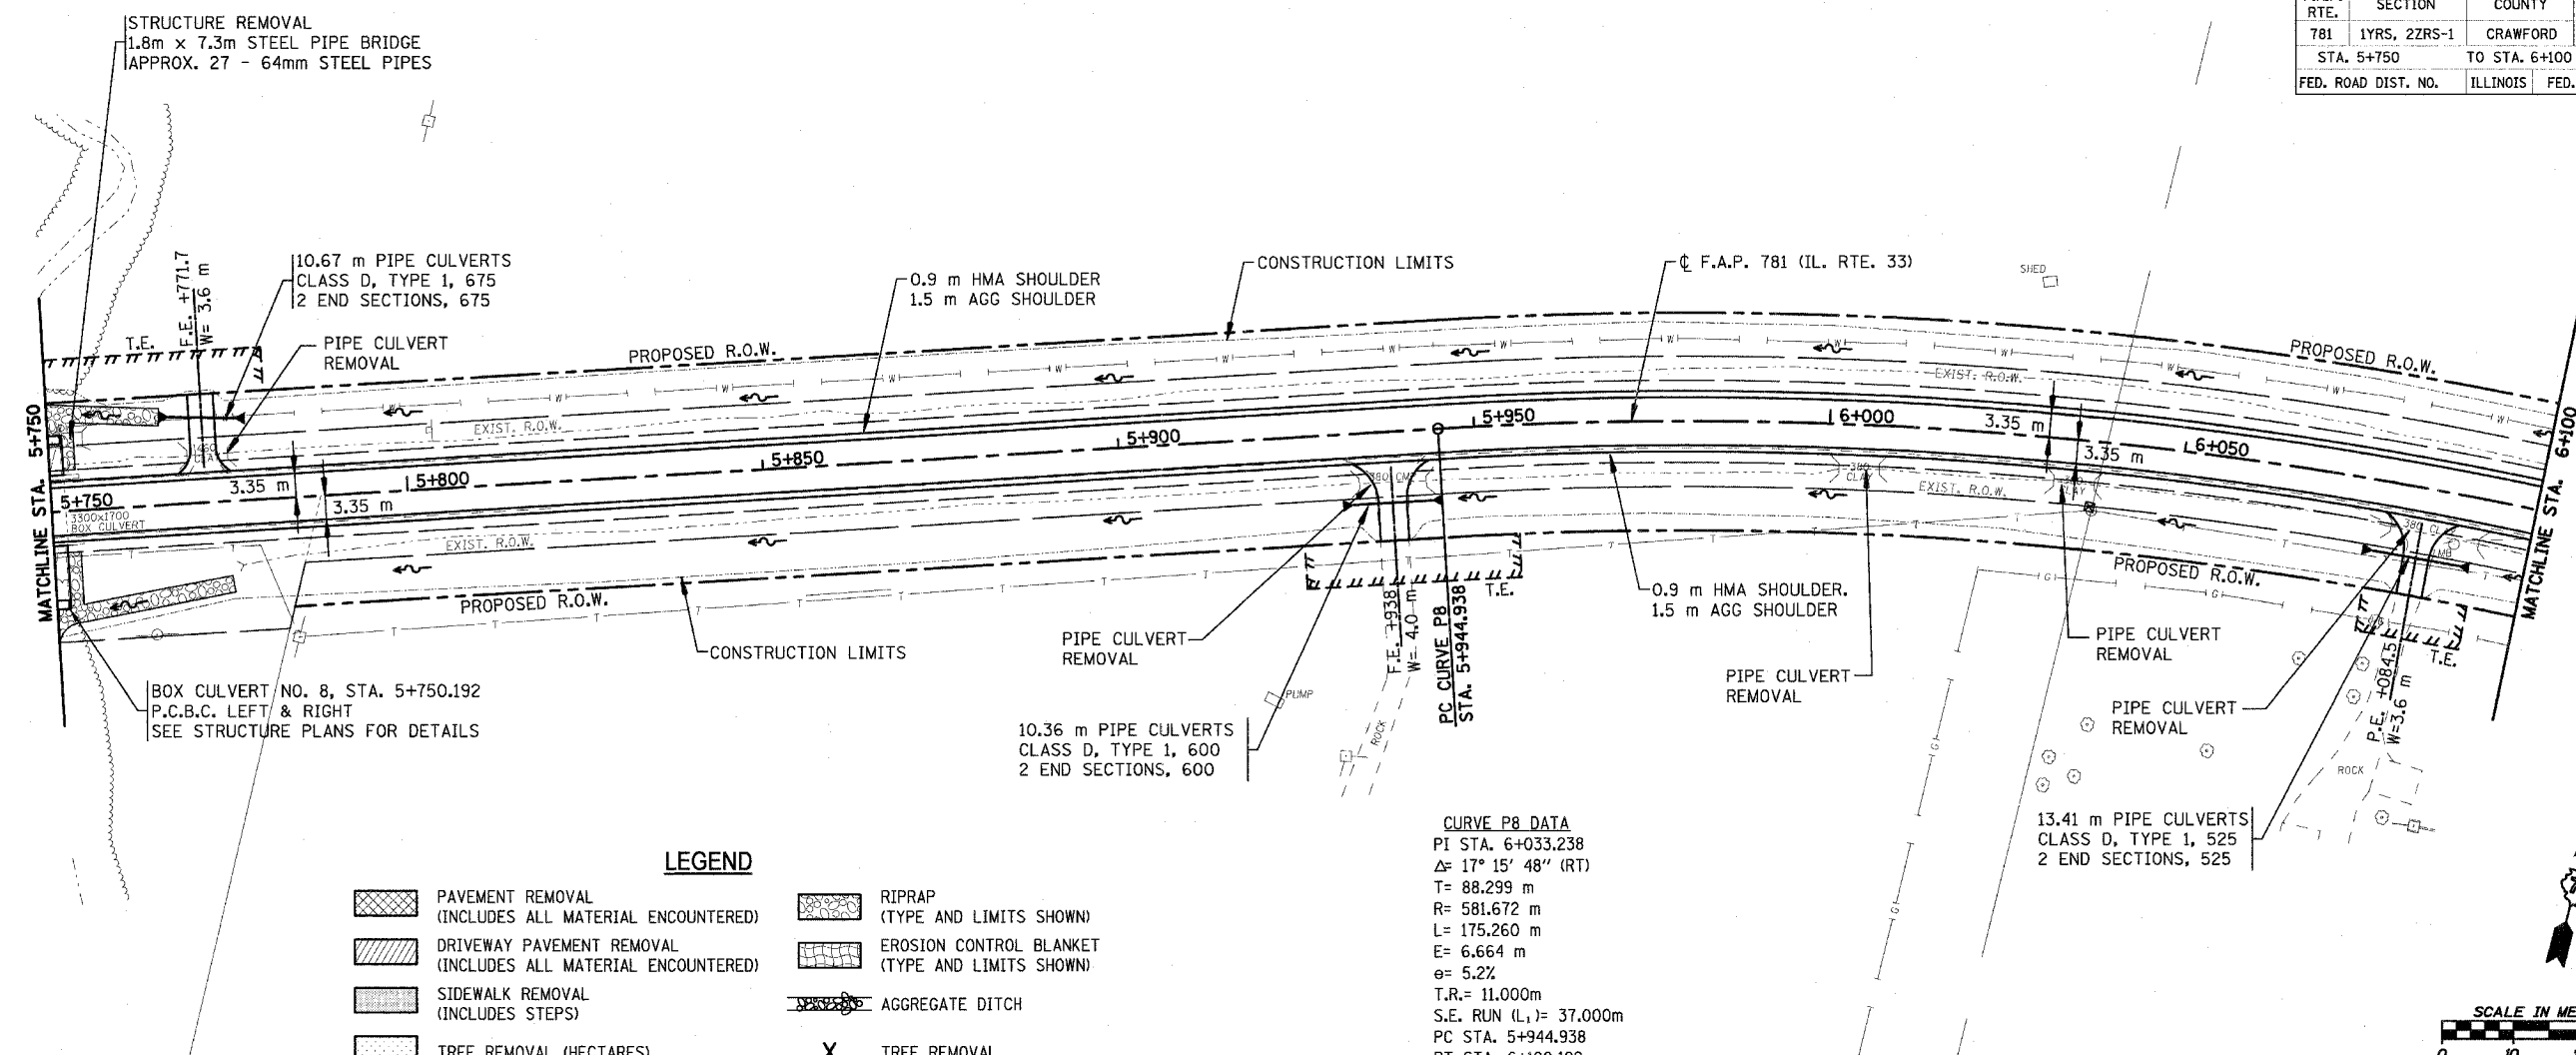 STRUCTURE REMOVAL
1.8m x 7.3m STEEL PIPE BRIDGE
APPROX. 27 - 64mm STEEL PIPES
RTE.
SECTION
COUNTY
781
1YRS, 2ZRS-1
CRAWFORD
STA. 5+750
TO STA. 6+100
FED. ROAD DIST. NO.
ILLINOIS
FED.
F.E. +771.7
W= 3.6 m
10.67 m PIPE CULVERTS
CLASS D, TYPE 1, 675
2 END SECTIONS, 675
PIPE CULVERT
REMOVAL
T.E.
0.9 m HMA SHOULDER
1.5 m AGG SHOULDER
CONSTRUCTION LIMITS
℄ F.A.P. 781 (IL. RTE. 33)
SHED
PROPOSED R.O.W.
PROPOSED R.O.W.
EXIST. R.O.W.
EXIST. R.O.W.
MATCHLINE STA. 5+750
5+750
5+800
5+850
5+900
5+950
6+000
6+050
3.35 m
3.35 m
3.35 m
3.35 m
3300x1700
BOX CULVERT
EXIST. R.O.W.
EXIST. R.O.W.
380 CLAY
MATCHLINE STA. 6+100
PROPOSED R.O.W.
PROPOSED R.O.W.
CONSTRUCTION LIMITS
T.E.
T.E.
0.9 m HMA SHOULDER.
1.5 m AGG SHOULDER
PIPE CULVERT
REMOVAL
F.E. +938
W= 4.0 m
PC CURVE P8
STA. 5+944.938
PIPE CULVERT
REMOVAL
PIPE CULVERT
REMOVAL
PIPE CULVERT
REMOVAL
P.E. +084.5
W=3.6 m
BOX CULVERT NO. 8, STA. 5+750.192
P.C.B.C. LEFT & RIGHT
SEE STRUCTURE PLANS FOR DETAILS
PUMP
ROCK
ROCK
10.36 m PIPE CULVERTS
CLASS D, TYPE 1, 600
2 END SECTIONS, 600
13.41 m PIPE CULVERTS
CLASS D, TYPE 1, 525
2 END SECTIONS, 525
CURVE P8 DATA
PI STA. 6+033.238
Δ= 17° 15' 48" (RT)
T= 88.299 m
R= 581.672 m
L= 175.260 m
E= 6.664 m
e= 5.2%
T.R.= 11.000m
S.E. RUN (L₁)= 37.000m
PC STA. 5+944.938
LEGEND
PAVEMENT REMOVAL
(INCLUDES ALL MATERIAL ENCOUNTERED)
DRIVEWAY PAVEMENT REMOVAL
(INCLUDES ALL MATERIAL ENCOUNTERED)
SIDEWALK REMOVAL
(INCLUDES STEPS)
TREE REMOVAL (HECTARES)
RIPRAP
(TYPE AND LIMITS SHOWN)
EROSION CONTROL BLANKET
(TYPE AND LIMITS SHOWN)
AGGREGATE DITCH
TREE REMOVAL
SCALE IN ME
0
10